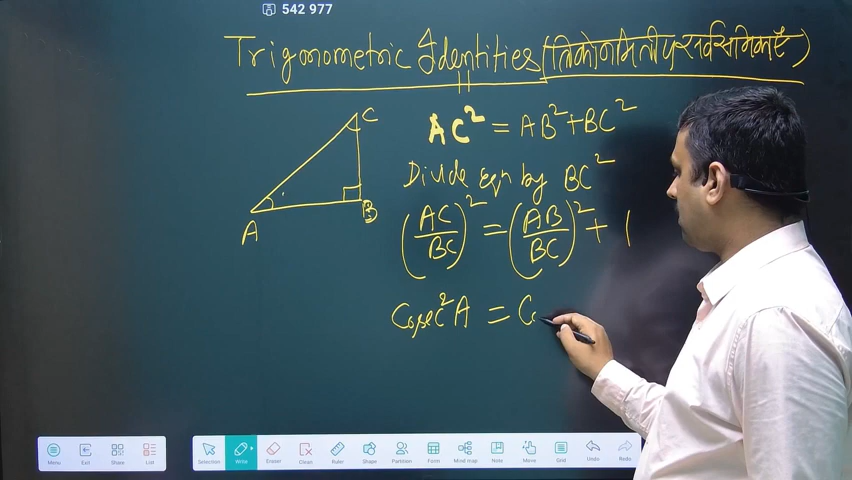 542 977
Trigonometric Identities (त्रिकोणमितीय सर्वसमिकाएँ)
C
AC² = AB² + BC²
Divide Eqn by BC²
A
B
(AC/BC)² = (AB/BC)² + 1
Cosec²A = Co
Menu Exit Share List Selection Write Eraser Clean Ruler Shape Partition Form Mind map Note Move Grid Undo Redo